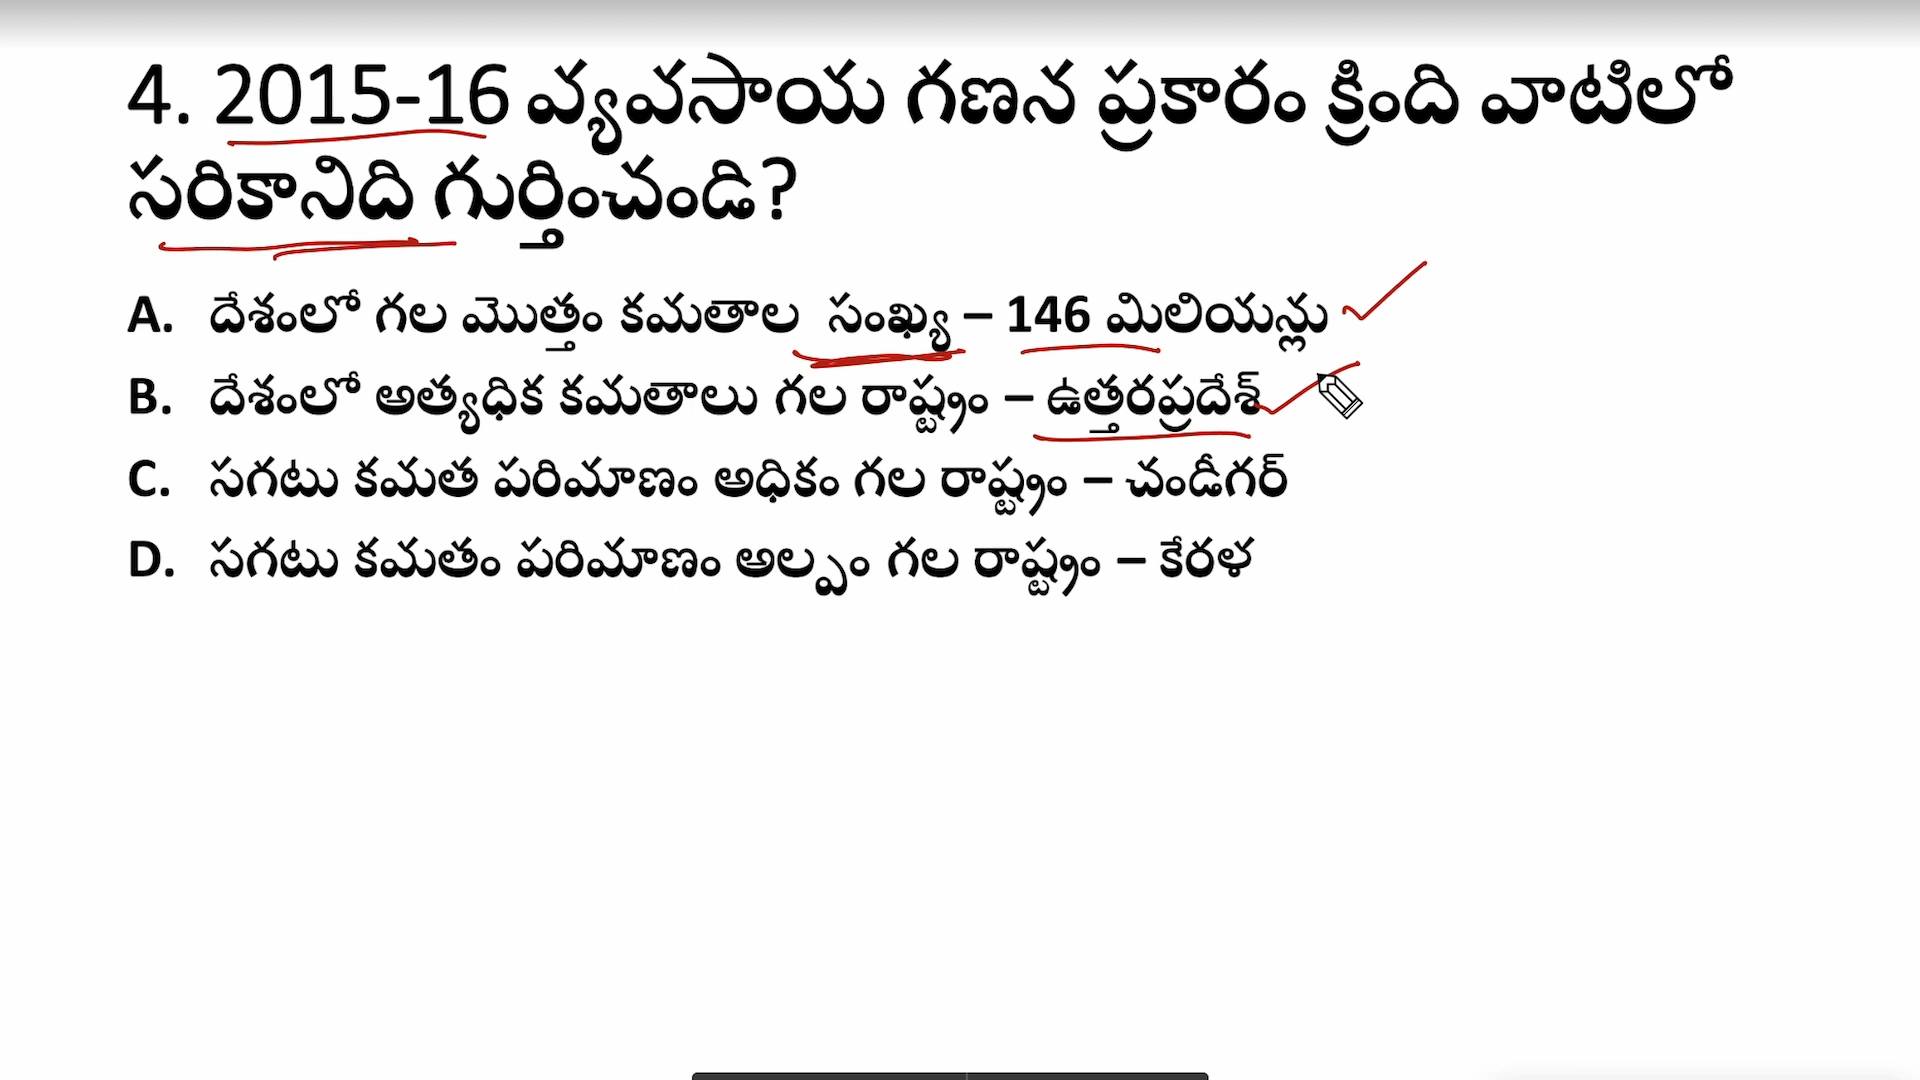 4. 2015-16 వ్యవసాయ గణన ప్రకారం క్రింది వాటిలో
సరికానిది గుర్తించండి?
A. దేశంలో గల మొత్తం కమతాల సంఖ్య – 146 మిలియన్లు
B. దేశంలో అత్యధిక కమతాలు గల రాష్ట్రం – ఉత్తరప్రదేశ్
C. సగటు కమత పరిమాణం అధికం గల రాష్ట్రం – చండీగర్
D. సగటు కమతం పరిమాణం అల్పం గల రాష్ట్రం – కేరళ